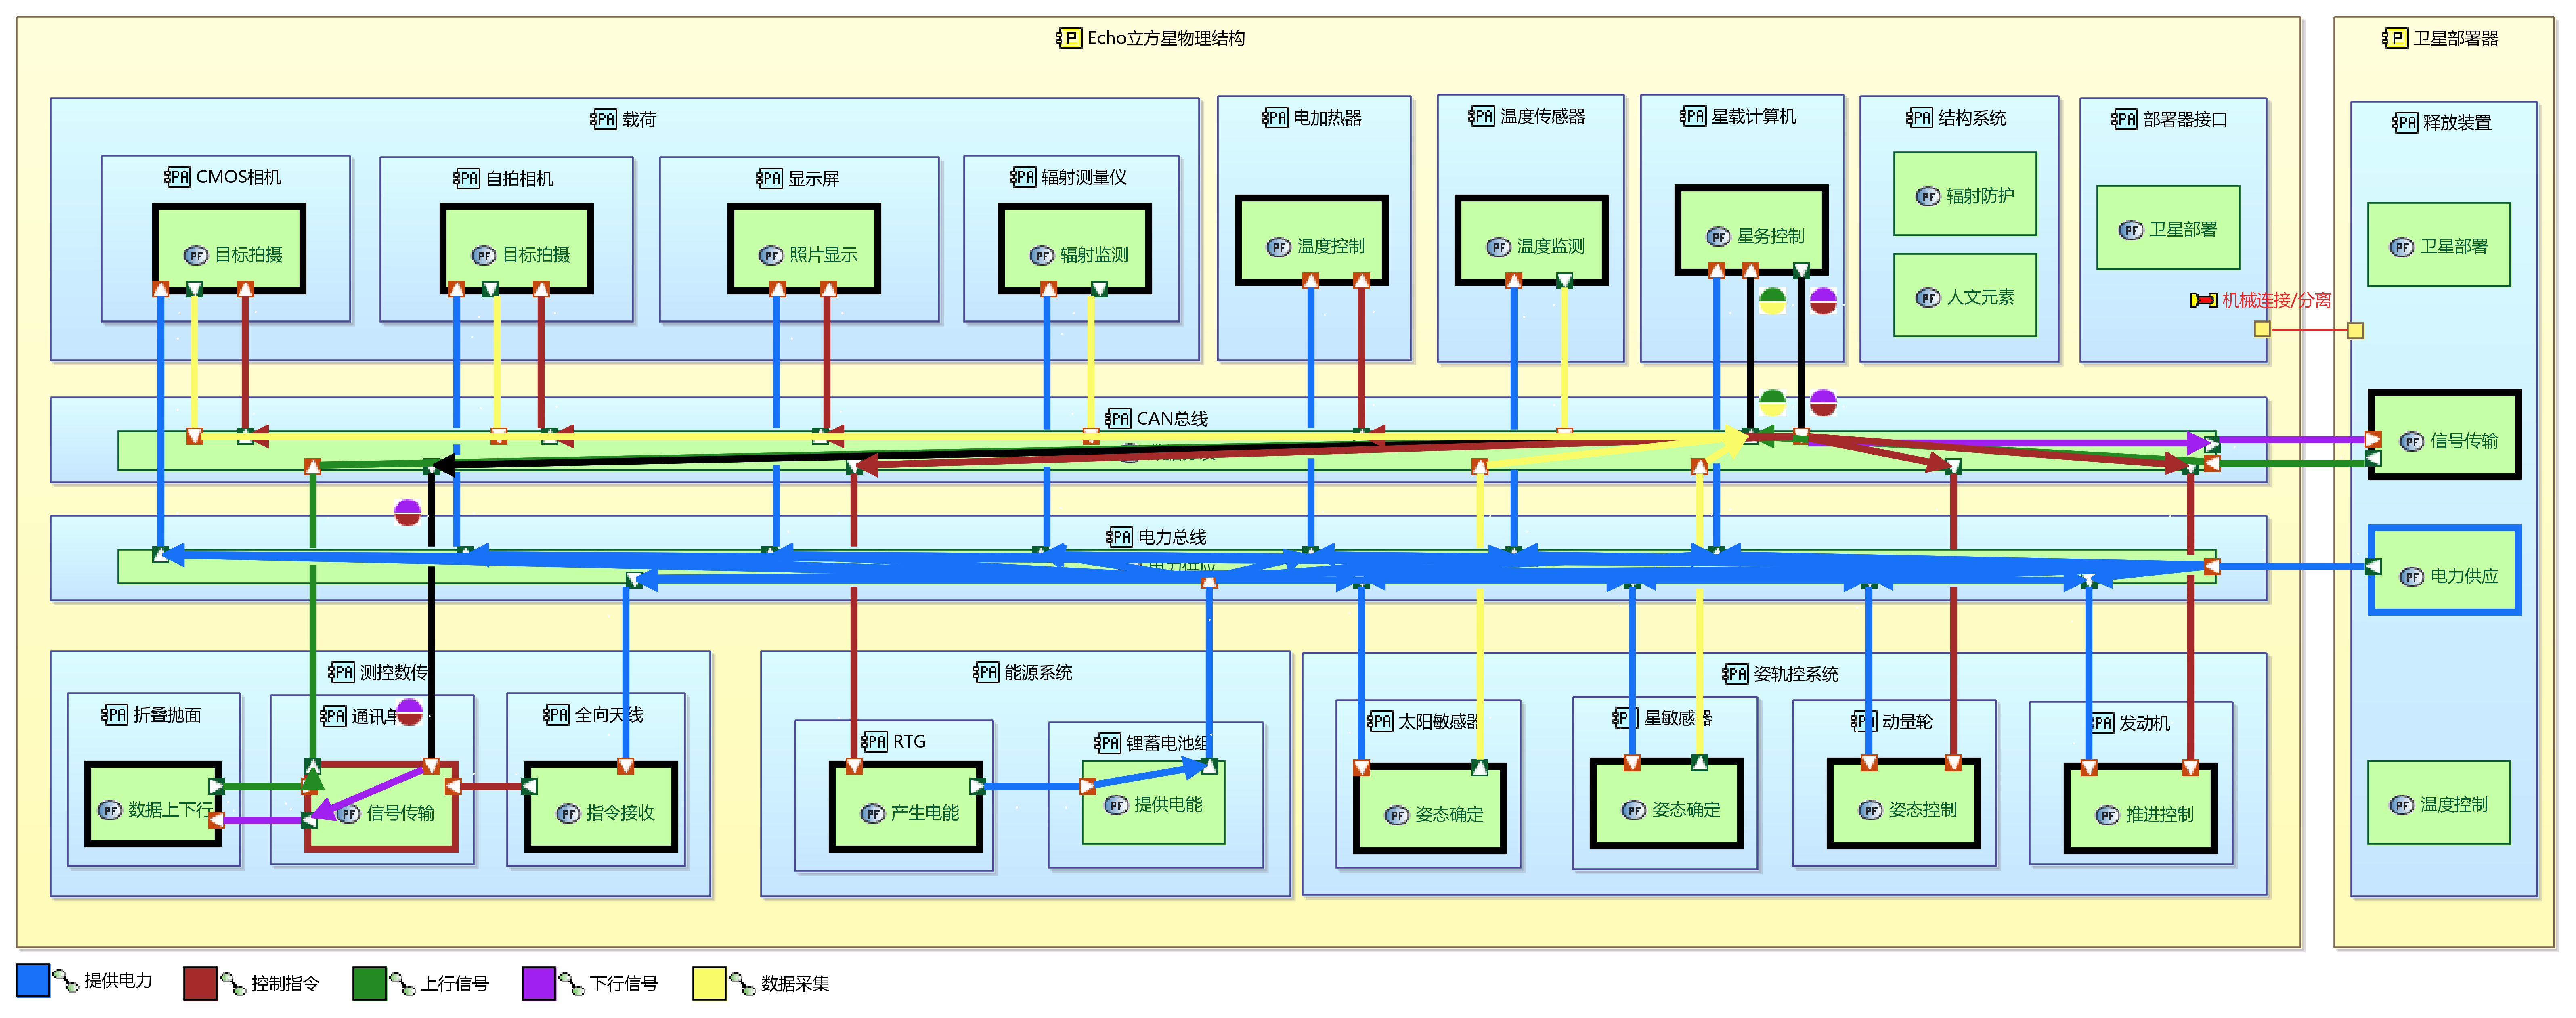 Echo立方星物理结构
卫星部署器
载荷
电加热器
温度传感器
星载计算机
结构系统
部署器接口
释放装置
CMOS相机
自拍相机
显示屏
辐射测量仪
目标拍摄
目标拍摄
照片显示
辐射监测
温度控制
温度监测
星务控制
辐射防护
人文元素
卫星部署
卫星部署
机械连接/分离
CAN总线
信号传输
电力总线
电力供应
电力供应
测控数传
能源系统
姿轨控系统
折叠抛面
通讯单
全向天线
RTG
锂蓄电池组
太阳敏感器
星敏感器
动量轮
发动机
数据上下行
信号传输
指令接收
产生电能
提供电能
姿态确定
姿态确定
姿态控制
推进控制
温度控制
提供电力
控制指令
上行信号
下行信号
数据采集